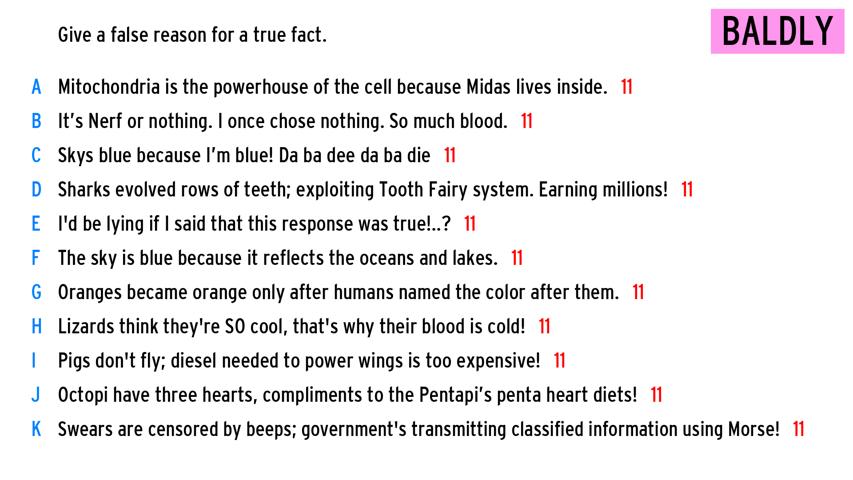 Give a false reason for a true fact.
BALDLY
A Mitochondria is the powerhouse of the cell because Midas lives inside. 11
B It's Nerf or nothing. I once chose nothing. So much blood. 11
C Skys blue because I'm blue! Da ba dee da ba die 11
D Sharks evolved rows of teeth; exploiting Tooth Fairy system. Earning millions! 11
E I'd be lying if I said that this response was true!..? 11
F The sky is blue because it reflects the oceans and lakes. 11
G Oranges became orange only after humans named the color after them. 11
H Lizards think they're SO cool, that's why their blood is cold! 11
I Pigs don't fly; diesel needed to power wings is too expensive! 11
J Octopi have three hearts, compliments to the Pentapi's penta heart diets! 11
K Swears are censored by beeps; government's transmitting classified information using Morse! 11